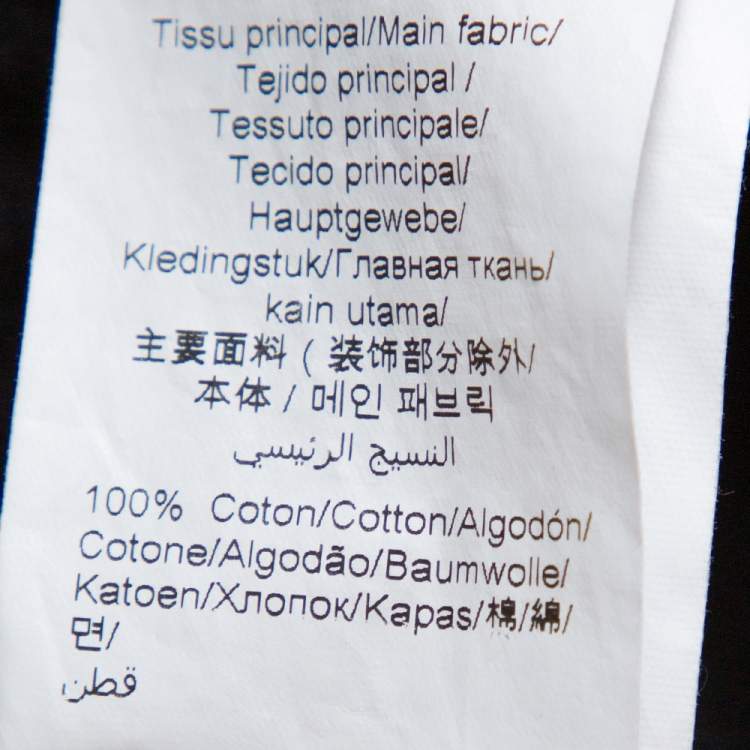 Tissu principal/Main fabric/
Tejido principal /
Tessuto principale/
Tecido principal/
Hauptgewebe/
Kledingstuk/Главная ткань/
kain utama/
主要面料 ( 装饰部分除外/
本体 / 메인 패브릭
النسيج الرئيسي
100% Coton/Cotton/Algodón/
Cotone/Algodão/Baumwolle/
Katoen/Хлопок/Kapas/棉/綿/
면/
قطن